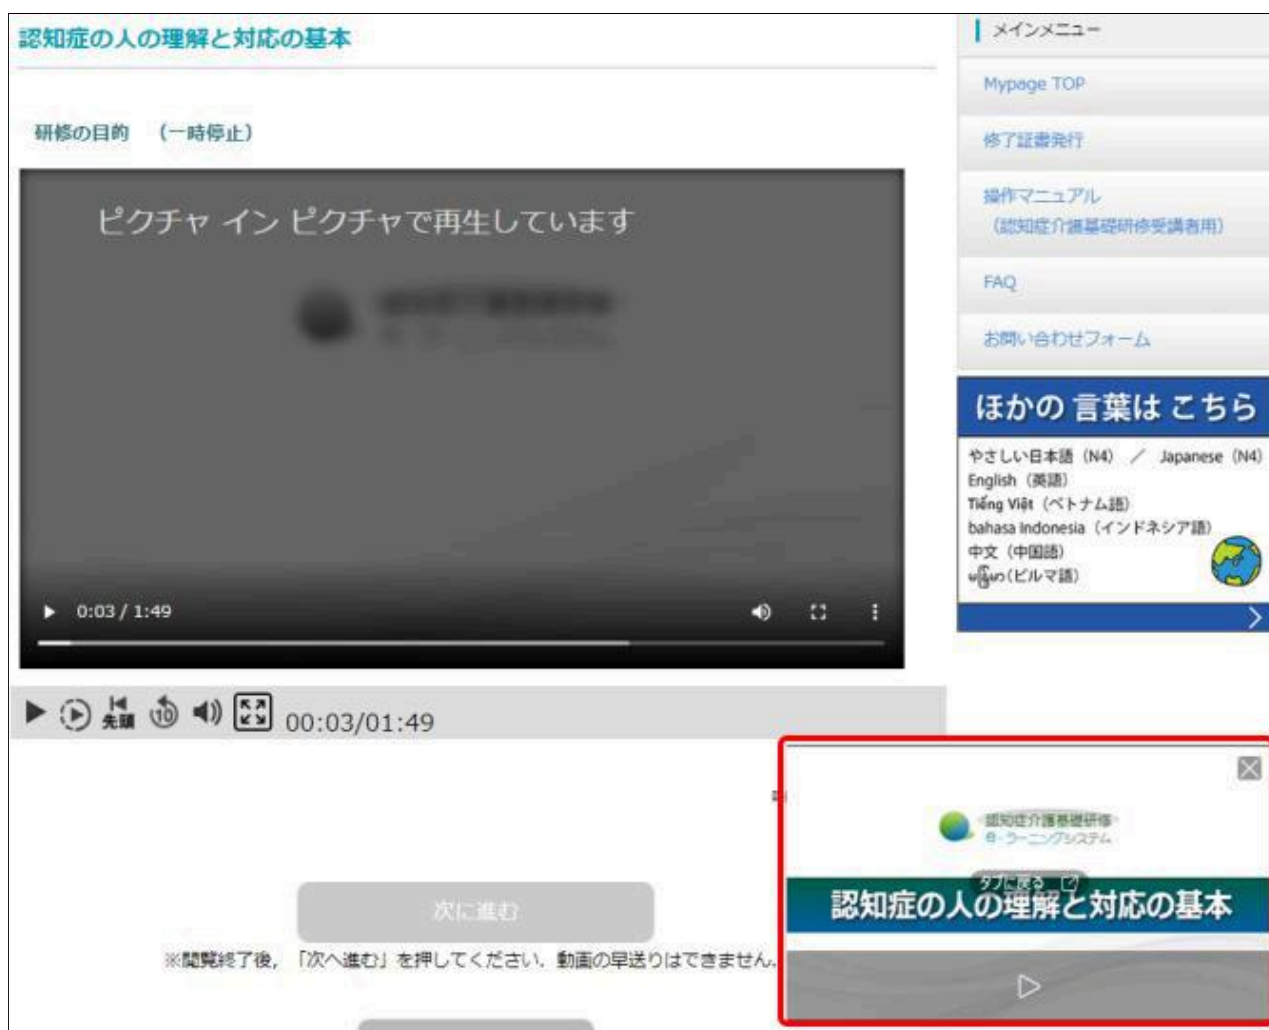 認知症の人の理解と対応の基本
研修の目的　（一時停止）
ピクチャ イン ピクチャで再生しています
0:03 / 1:49
先頭
10
00:03/01:49
次に進む
※閲覧終了後，「次へ進む」を押してください．動画の早送りはできません．
メインメニュー
Mypage TOP
修了証書発行
操作マニュアル
（認知症介護基礎研修受講者用）
FAQ
お問い合わせフォーム
ほかの 言葉は こちら
やさしい日本語（N4） ／ Japanese（N4）
English（英語）
Tiếng Việt（ベトナム語）
bahasa Indonesia（インドネシア語）
中文（中国語）
（ビルマ語）
認知症介護基礎研修
e-ラーニングシステム
タブに戻る
認知症の人の理解と対応の基本